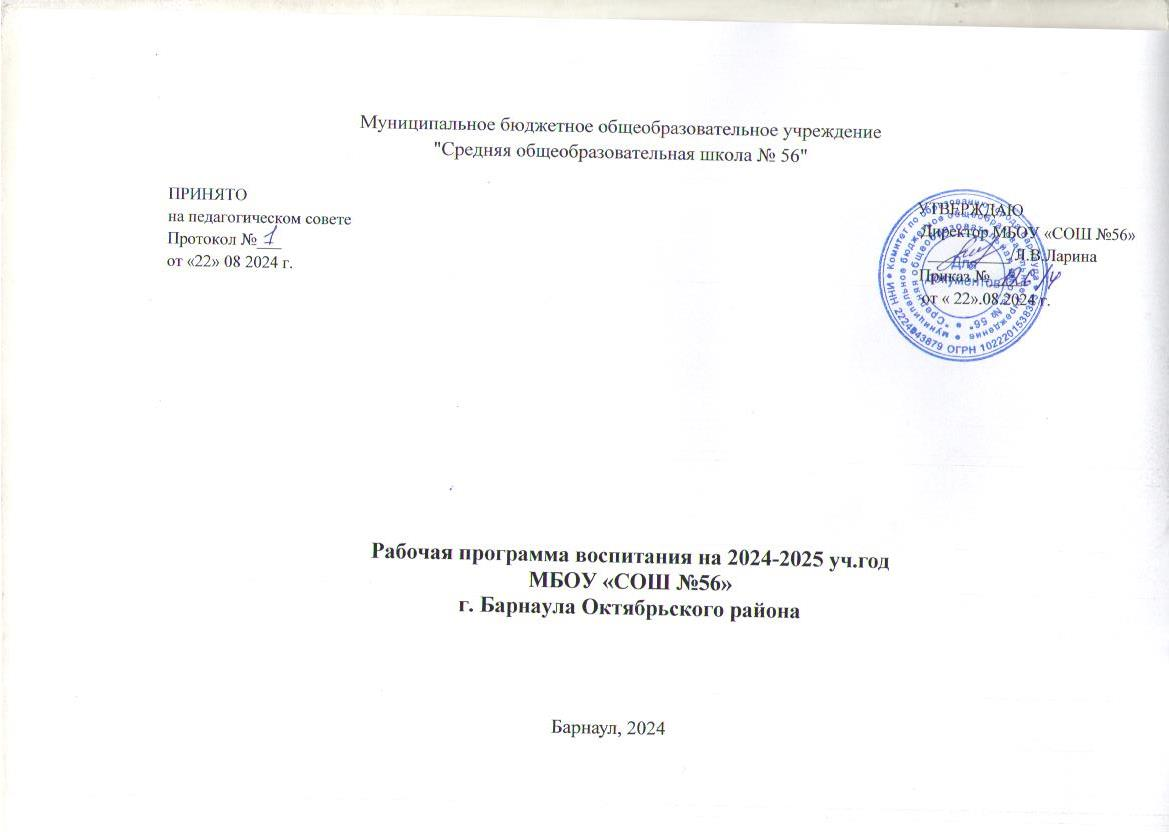 Муниципальное бюджетное общеобразовательное учреждение
"Средняя общеобразовательная школа № 56"
ПРИНЯТО
на педагогическом совете
Протокол № 1
от «22» 08 2024 г.
УТВЕРЖДАЮ
Директор МБОУ «СОШ №56»
/Л.В.Ларина
Приказ №
от « 22».08.2024 г.
Для
документов
Рабочая программа воспитания на 2024-2025 уч.год
МБОУ «СОШ №56»
г. Барнаула Октябрьского района
Барнаул, 2024